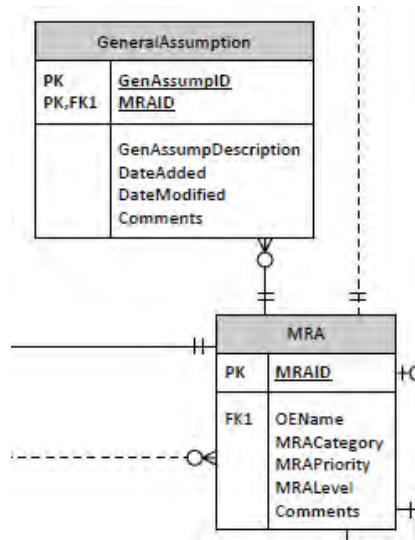 GeneralAssumption
PK GenAssumpID
PK,FK1 MRAID
GenAssumpDescription
DateAdded
DateModified
Comments
MRA
PK MRAID
FK1 OEName
MRACategory
MRAPriority
MRALevel
Comments